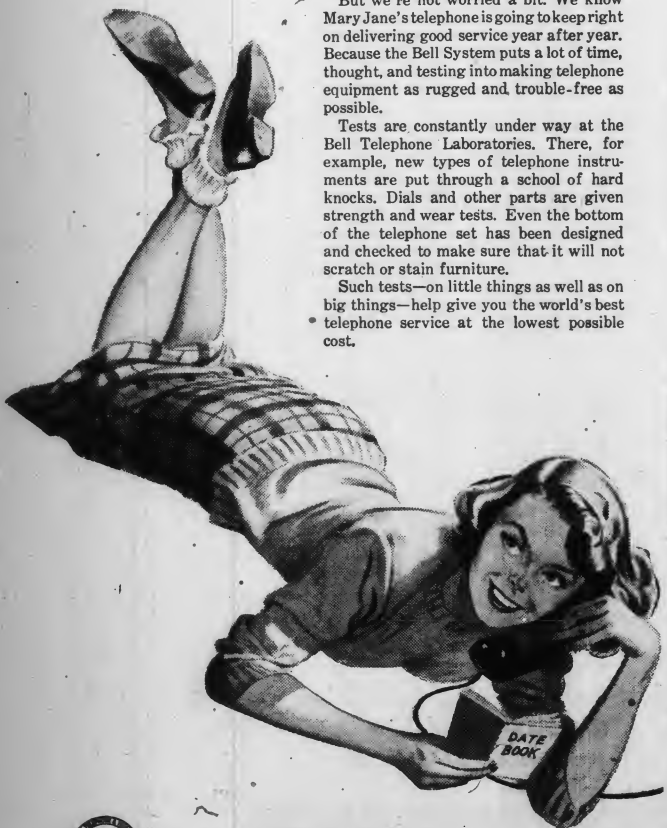 But we're not worried a bit. We know
Mary Jane's telephone is going to keep right
on delivering good service year after year.
Because the Bell System puts a lot of time,
thought, and testing into making telephone
equipment as rugged and trouble-free as
possible.
Tests are constantly under way at the
Bell Telephone Laboratories. There, for
example, new types of telephone instru-
ments are put through a school of hard
knocks. Dials and other parts are given
strength and wear tests. Even the bottom
of the telephone set has been designed
and checked to make sure that it will not
scratch or stain furniture.
Such tests—on little things as well as on
big things—help give you the world's best
telephone service at the lowest possible
cost.
DATE
BOOK